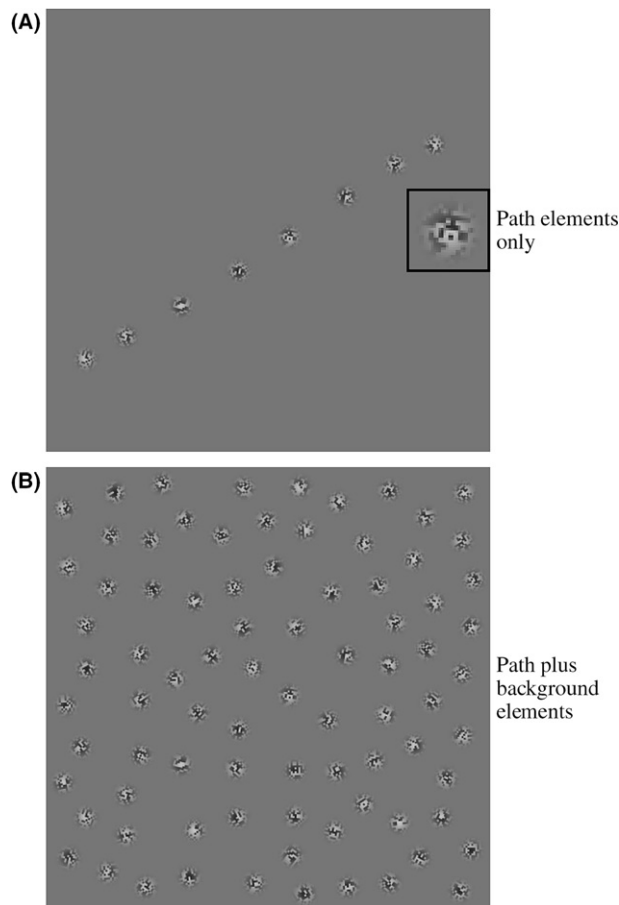 (A)
Path elements
only
(B)
Path plus
background
elements